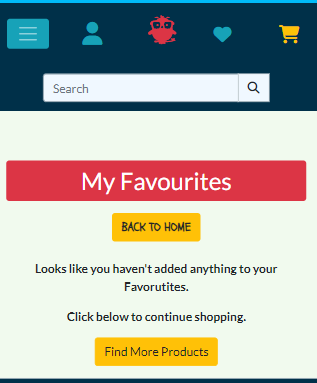 Search
My Favourites
BACK TO HOME
Looks like you haven't added anything to your
Favorutites.
Click below to continue shopping.
Find More Products